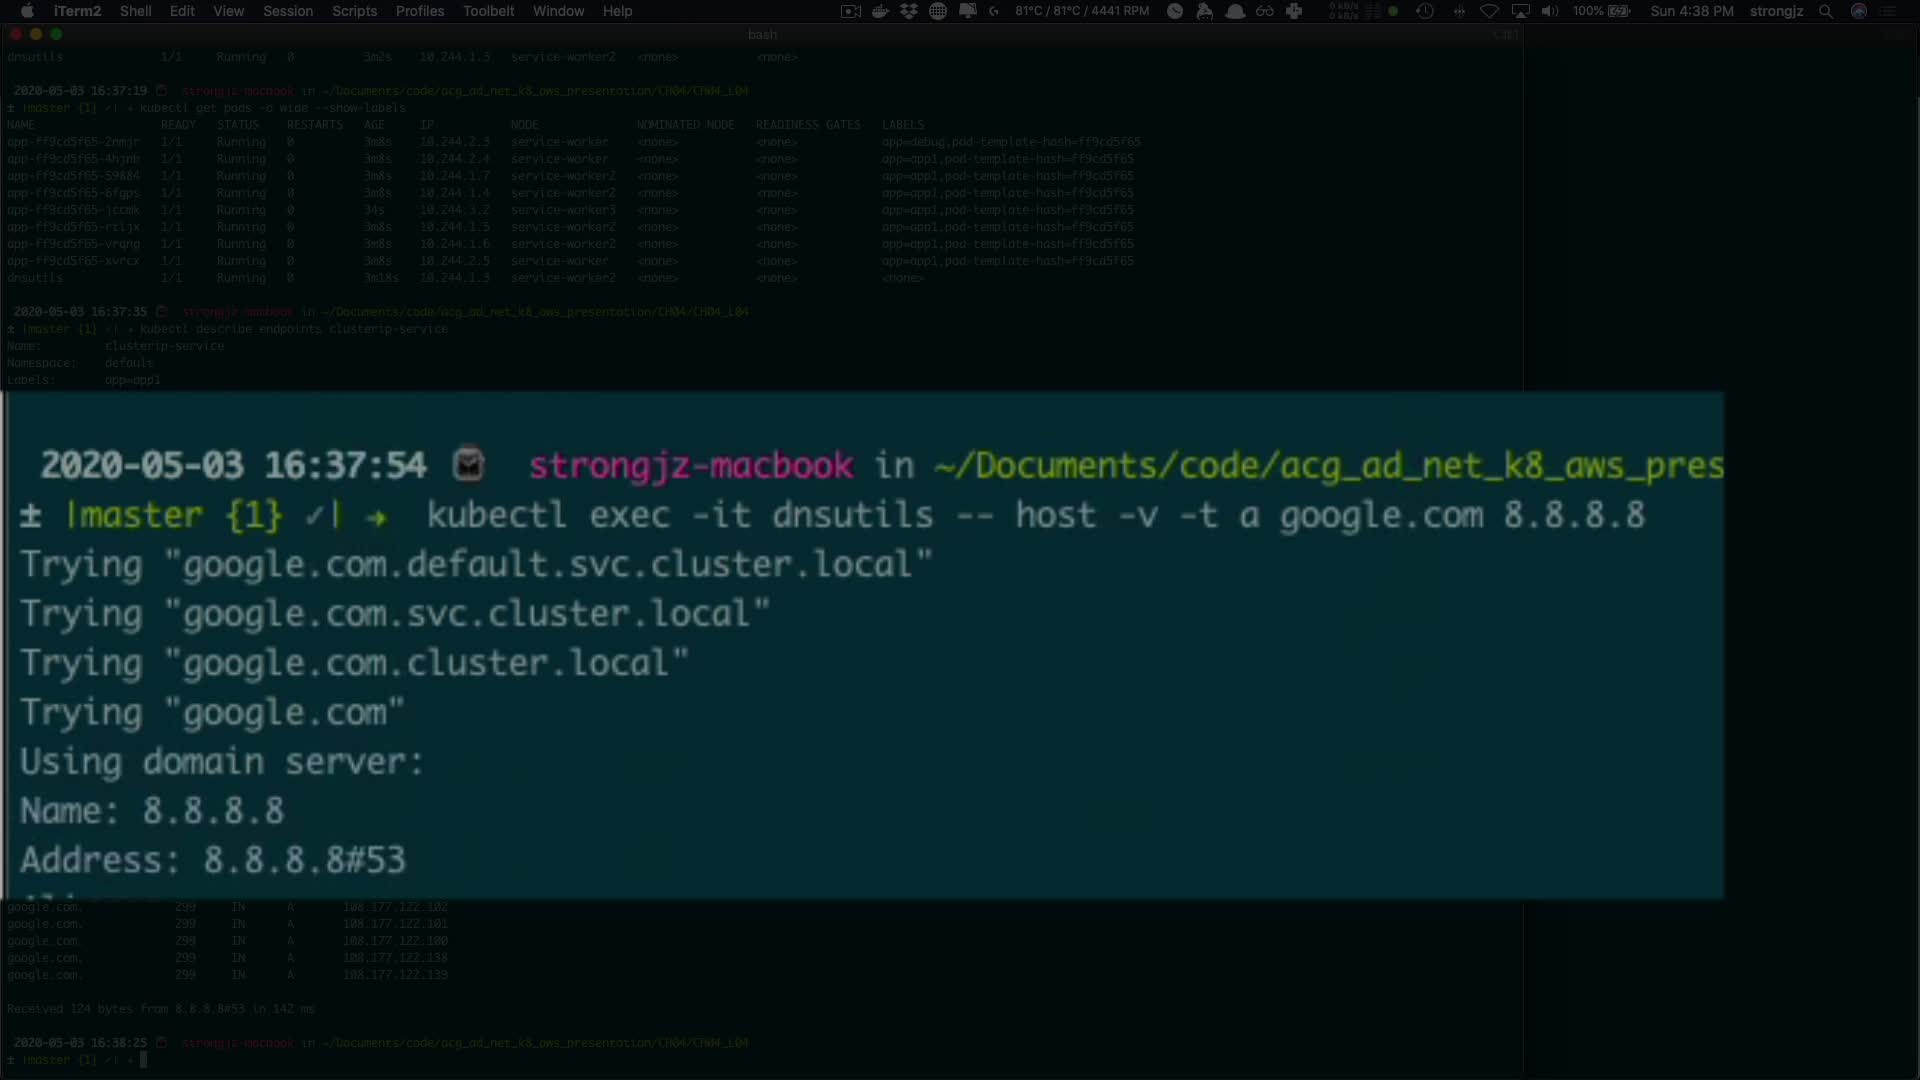 iTerm2 Shell Edit View Session Scripts Profiles Toolbelt Window Help 81°C / 81°C / 4441 RPM 0 kB/s 0 kB/s 100% Sun 4:38 PM strongjz
bash
dnsutils 1/1 Running 0 3m2s 10.244.1.3 service-worker2 <none> <none>
2020-05-03 16:37:19 strongjz-macbook in ~/Documents/code/acg_ad_net_k8_aws_presentation/CH04/CH04_L04
± |master {1} ✓| → kubectl get pods -o wide --show-labels
NAME READY STATUS RESTARTS AGE IP NODE NOMINATED NODE READINESS GATES LABELS
app-ff9cd5f65-2nmjr 1/1 Running 0 3m8s 10.244.2.3 service-worker <none> <none> app=debug,pod-template-hash=ff9cd5f65
app-ff9cd5f65-4hjnb 1/1 Running 0 3m8s 10.244.2.4 service-worker <none> <none> app=app1,pod-template-hash=ff9cd5f65
app-ff9cd5f65-59884 1/1 Running 0 3m8s 10.244.1.7 service-worker2 <none> <none> app=app1,pod-template-hash=ff9cd5f65
app-ff9cd5f65-6fgps 1/1 Running 0 3m8s 10.244.1.4 service-worker2 <none> <none> app=app1,pod-template-hash=ff9cd5f65
app-ff9cd5f65-jccmk 1/1 Running 0 34s 10.244.3.2 service-worker3 <none> <none> app=app1,pod-template-hash=ff9cd5f65
1/1 Running 0 3m8s 10.244.1.5 service-worker2 <none> <none> app=app1,pod-template-hash=ff9cd5f65
1/1 Running 0 3m8s 10.244.1.6 service-worker2 <none> <none> app=app1,pod-template-hash=ff9cd5f65
app-ff9cd5f65-xvrcx 1/1 Running 0 3m8s 10.244.2.5 service-worker <none> <none> app=app1,pod-template-hash=ff9cd5f65
dnsutils 1/1 Running 0 3m18s 10.244.1.3 service-worker2 <none> <none> <none>
2020-05-03 16:37:35 strongjz-macbook in ~/Documents/code/acg_ad_net_k8_aws_presentation/CH04/CH04_L04
± |master {1} ✓| → kubectl describe endpoints clusterip-service
Name: clusterip-service
Namespace: default
Labels: app=app1
2020-05-03 16:37:54 strongjz-macbook in ~/Documents/code/acg_ad_net_k8_aws_pres
± |master {1} ✓| → kubectl exec -it dnsutils -- host -v -t a google.com 8.8.8.8
Trying "google.com.default.svc.cluster.local"
Trying "google.com.svc.cluster.local"
Trying "google.com.cluster.local"
Trying "google.com"
Using domain server:
Name: 8.8.8.8
Address: 8.8.8.8#53
google.com. 299 IN A 108.177.122.102
google.com. 299 IN A 108.177.122.101
google.com. 299 IN A 108.177.122.100
google.com. 299 IN A 108.177.122.138
google.com. 299 IN A 108.177.122.139
Received 124 bytes from 8.8.8.8#53 in 142 ms
2020-05-03 16:38:25 strongjz-macbook in ~/Documents/code/acg_ad_net_k8_aws_presentation/CH04/CH04_L04
± |master {1} ✓| →